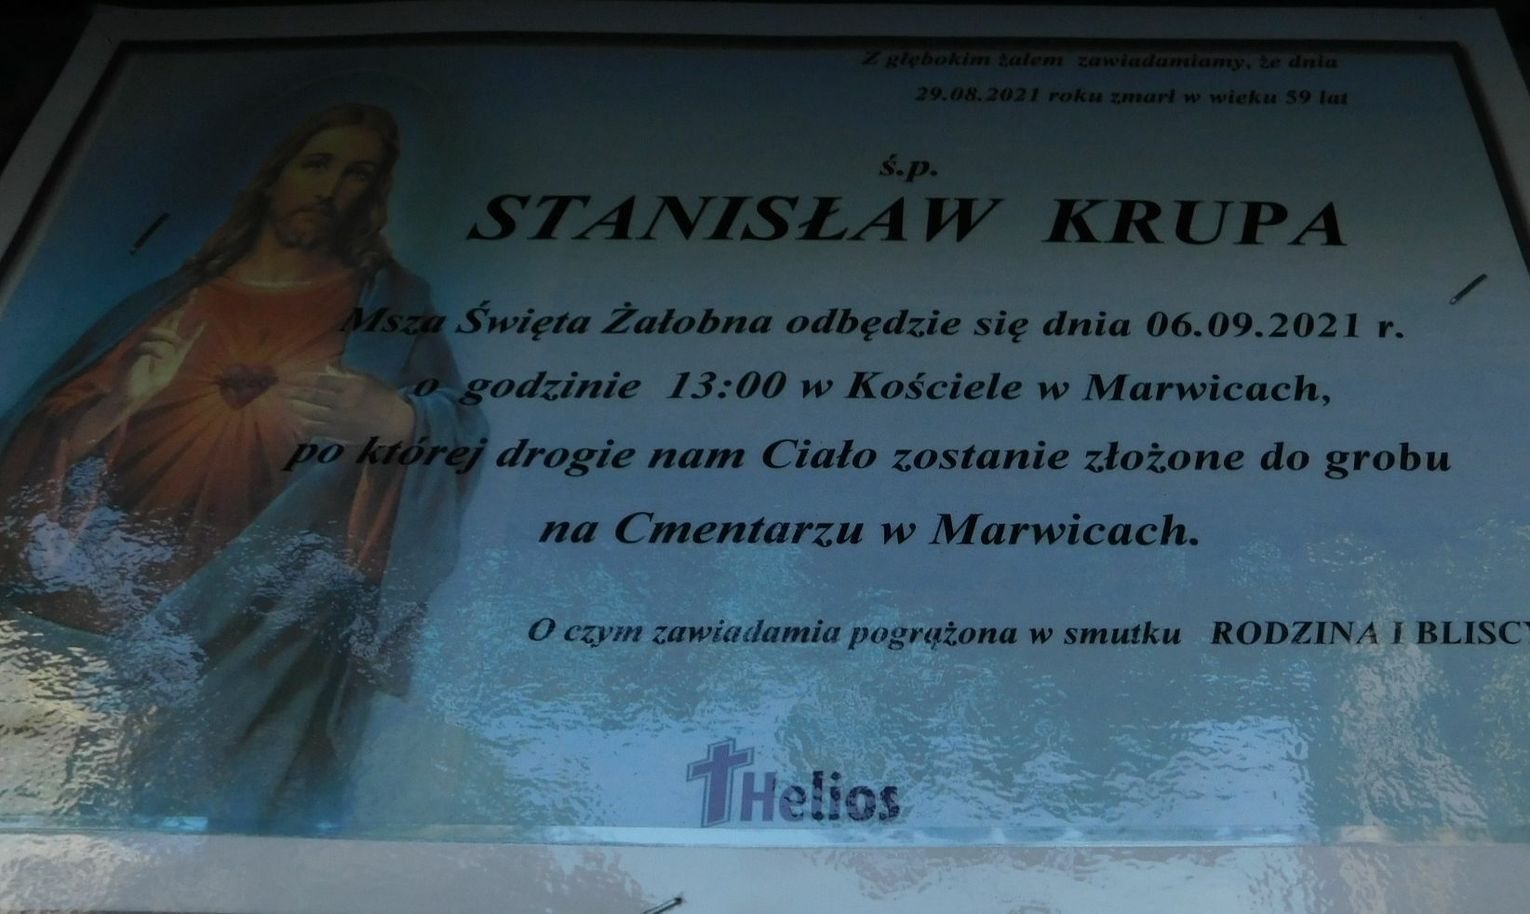 Z głębokim żalem zawiadamiamy, że dnia
29.08.2021 roku zmarł w wieku 59 lat
ś.p.
STANISŁAW KRUPA
Msza Święta Żałobna odbędzie się dnia 06.09.2021 r.
o godzinie 13:00 w Kościele w Marwicach,
po której drogie nam Ciało zostanie złożone do grobu
na Cmentarzu w Marwicach.
O czym zawiadamia pogrążona w smutku RODZINA I BLISCY
Helios